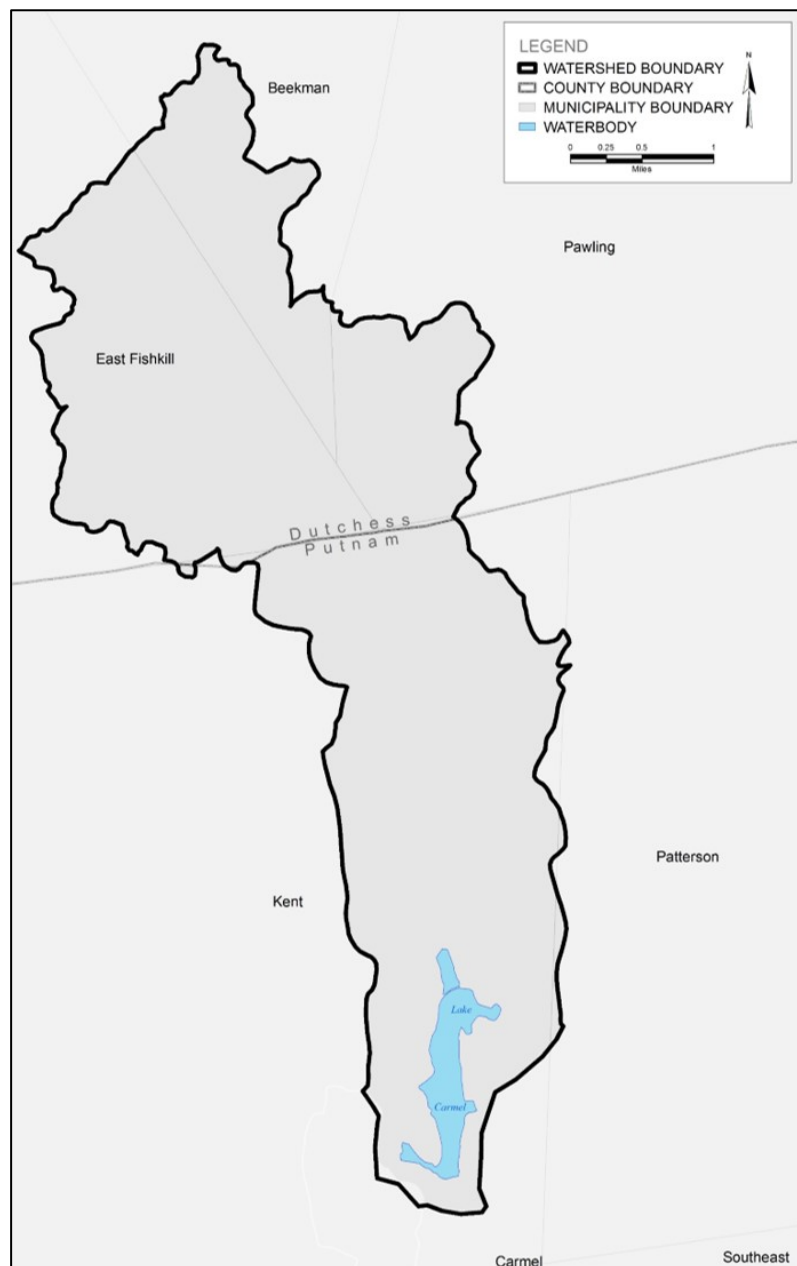 LEGEND
WATERSHED BOUNDARY
COUNTY BOUNDARY
MUNICIPALITY BOUNDARY
WATERBODY
N
0 0.25 0.5 1
Miles
Beekman
Pawling
East Fishkill
Dutchess
Putnam
Patterson
Kent
Lake
Carmel
Carmel
Southeast